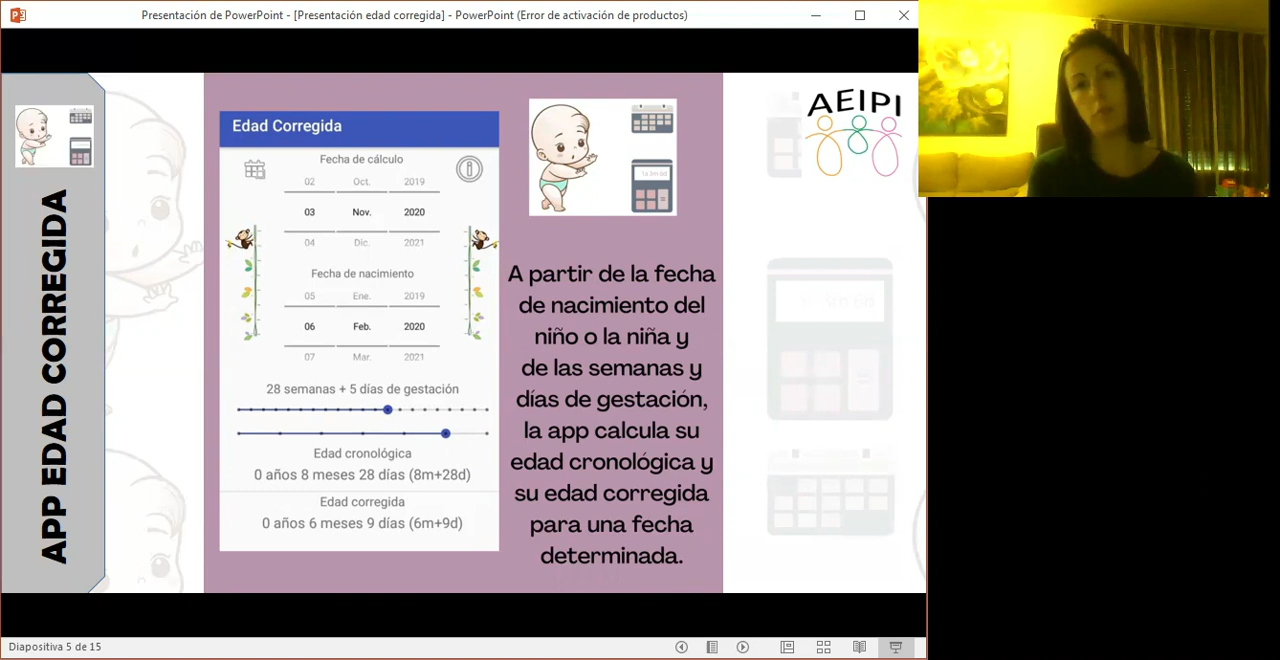 Presentación de PowerPoint - [Presentación edad corregida] - PowerPoint (Error de activación de productos)
APP EDAD CORREGIDA
Edad Corregida
Fecha de cálculo
02 Oct. 2019
03 Nov. 2020
04 Dic. 2021
Fecha de nacimiento
05 Ene. 2019
06 Feb. 2020
07 Mar. 2021
28 semanas + 5 días de gestación
Edad cronológica
0 años 8 meses 28 días (8m+28d)
Edad corregida
0 años 6 meses 9 días (6m+9d)
A partir de la fecha
de nacimiento del
niño o la niña y
de las semanas y
días de gestación,
la app calcula su
edad cronológica y
su edad corregida
para una fecha
determinada.
AEIPI
Diapositiva 5 de 15